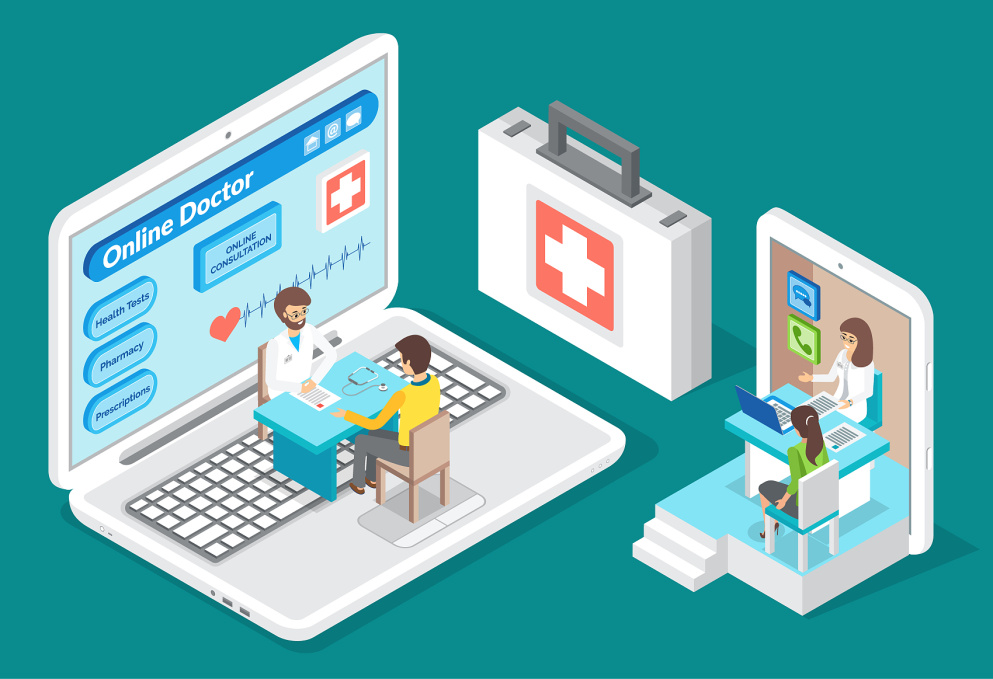 Online Doctor
ONLINE
CONSULTATION
Health Tests
Pharmacy
Prescriptions